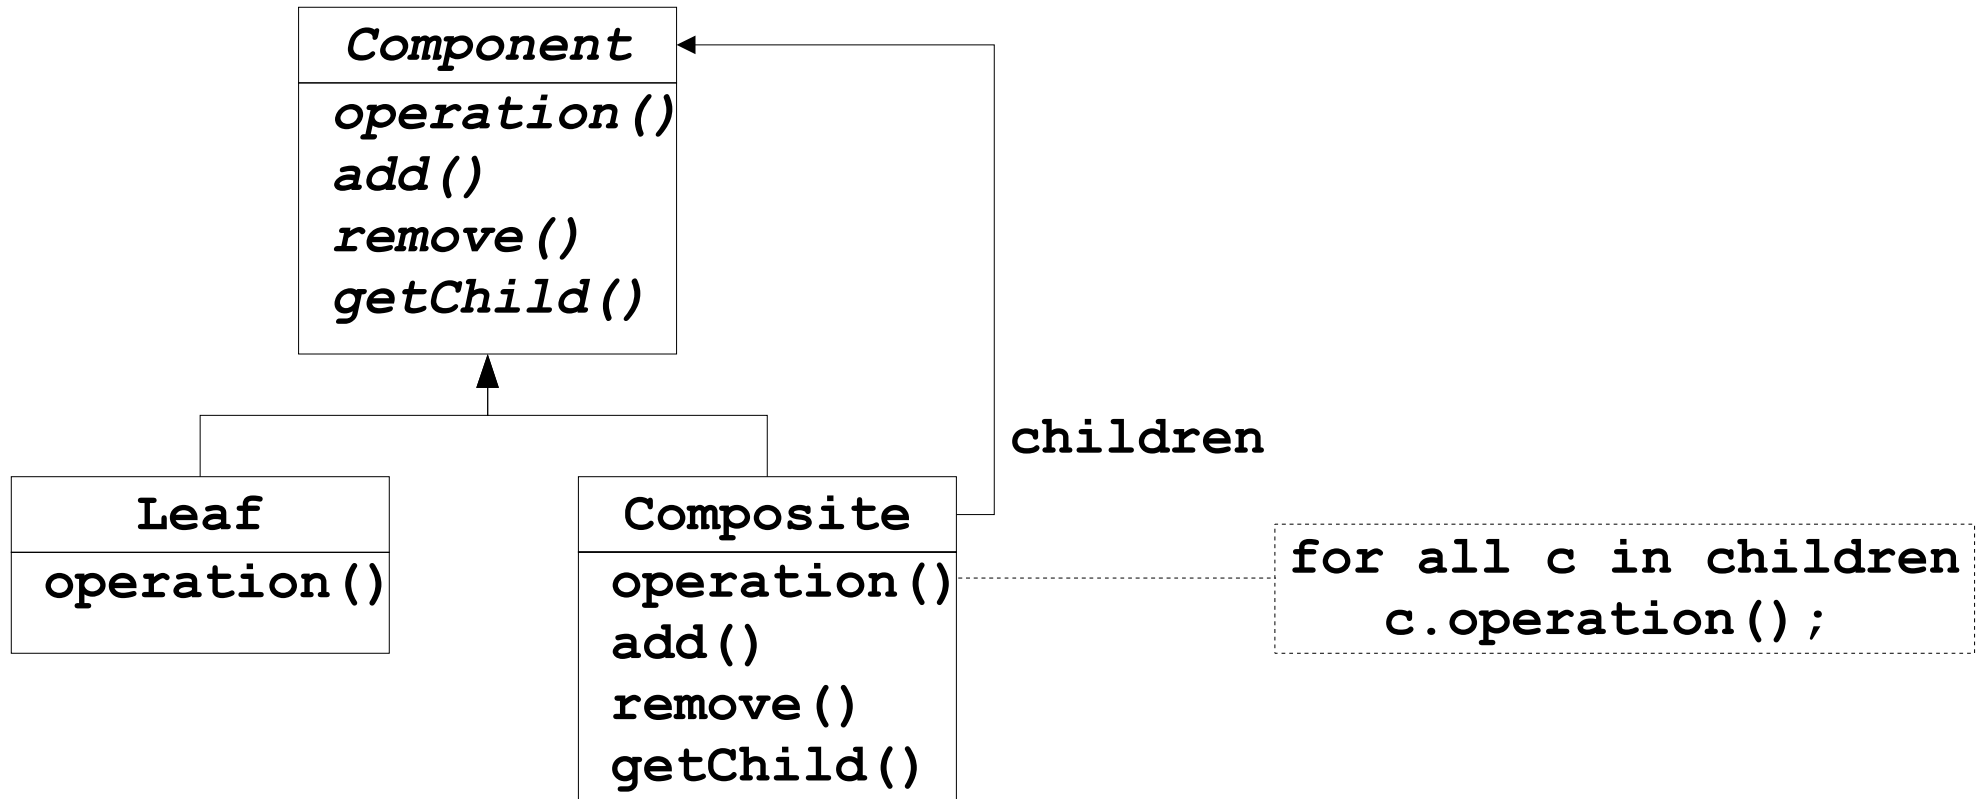 Component
operation()
add()
remove()
getChild()
children
Leaf
operation()
Composite
operation()
add()
remove()
getChild()
for all c in children
c.operation();